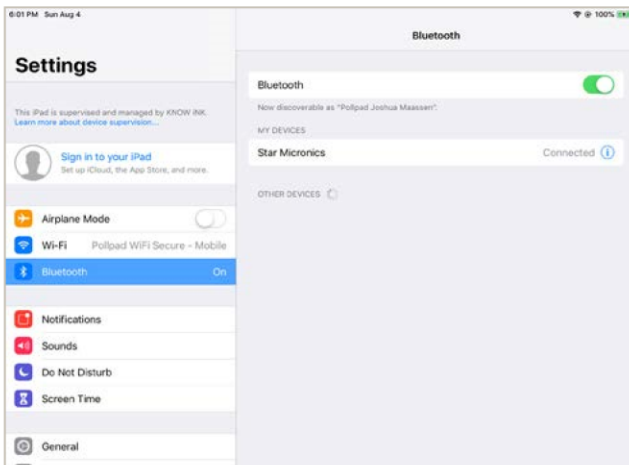 6:01 PM Sun Aug 4
100%
Settings
This iPad is supervised and managed by KNOW iNK.
Learn more about device supervision...
Sign in to your iPad
Set up iCloud, the App Store, and more.
Airplane Mode
Wi-Fi Pollpad WiFi Secure - Mobile
Bluetooth On
Notifications
Sounds
Do Not Disturb
Screen Time
General
Bluetooth
Bluetooth
Now discoverable as "Pollpad Joshua Maassen".
MY DEVICES
Star Micronics Connected
OTHER DEVICES